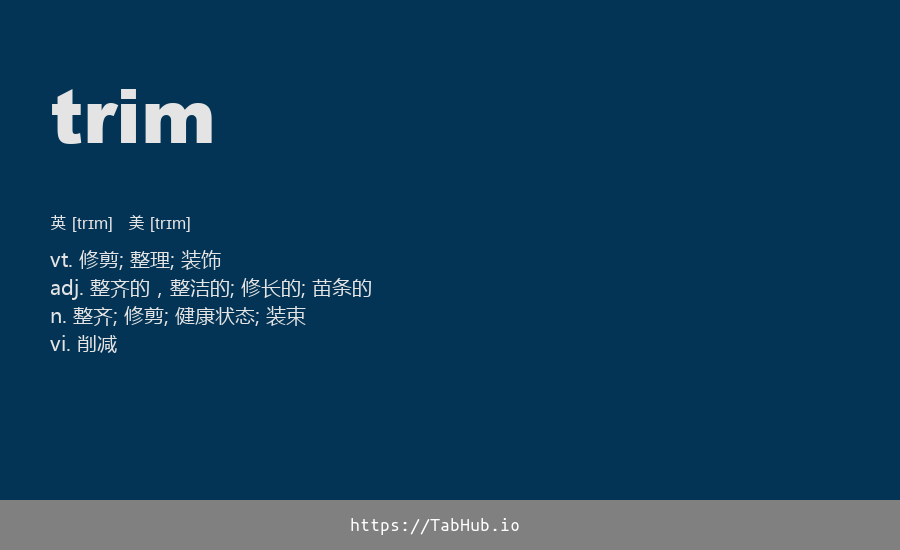 trim
英 [trɪm] 美 [trɪm]
vt. 修剪; 整理; 装饰
adj. 整齐的，整洁的; 修长的; 苗条的
n. 整齐; 修剪; 健康状态; 装束
vi. 削减
https://TabHub.io